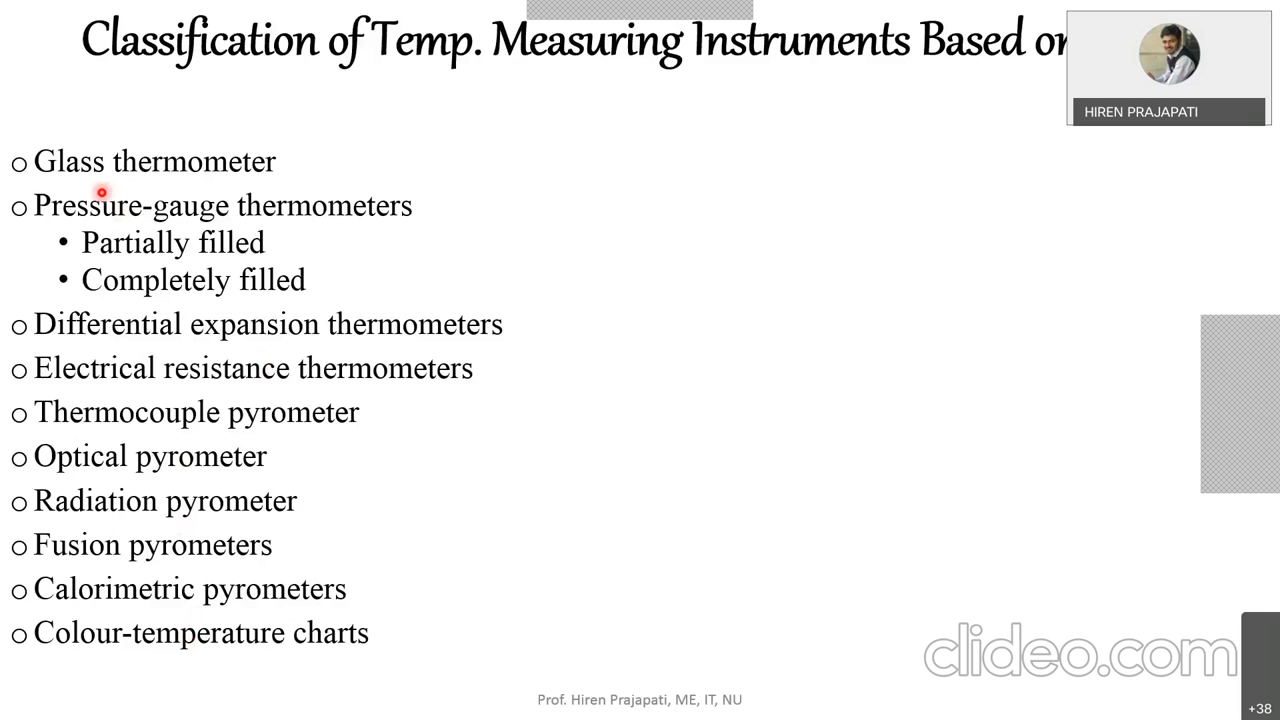 Classification of Temp. Measuring Instruments Based on
HIREN PRAJAPATI
o Glass thermometer
o Pressure-gauge thermometers
• Partially filled
• Completely filled
o Differential expansion thermometers
o Electrical resistance thermometers
o Thermocouple pyrometer
o Optical pyrometer
o Radiation pyrometer
o Fusion pyrometers
o Calorimetric pyrometers
o Colour-temperature charts
clideo.com
Prof. Hiren Prajapati, ME, IT, NU
+38